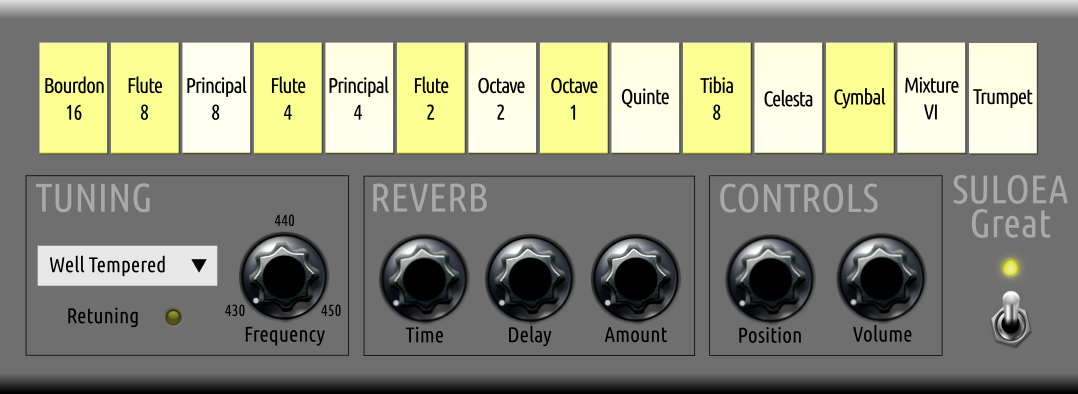 Bourdon
16
Flute
8
Principal
8
Flute
4
Principal
4
Flute
2
Octave
2
Octave
1
Quinte
Tibia
8
Celesta
Cymbal
Mixture
VI
Trumpet
TUNING
440
Well Tempered
Retuning
430
450
Frequency
REVERB
Time
Delay
Amount
CONTROLS
Position
Volume
SULOEA
Great